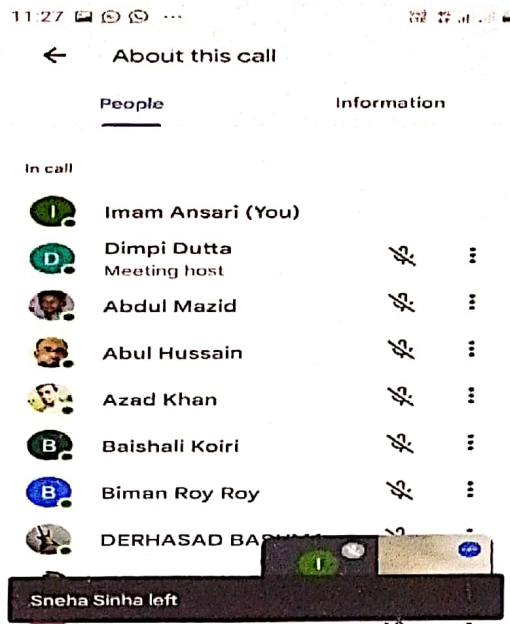 11:27
About this call
People Information
In call
I Imam Ansari (You)
D Dimpi Dutta
Meeting host
Abdul Mazid
Abul Hussain
Azad Khan
B Baishali Koiri
B Biman Roy Roy
DERHASAD
I
Sneha Sinha left